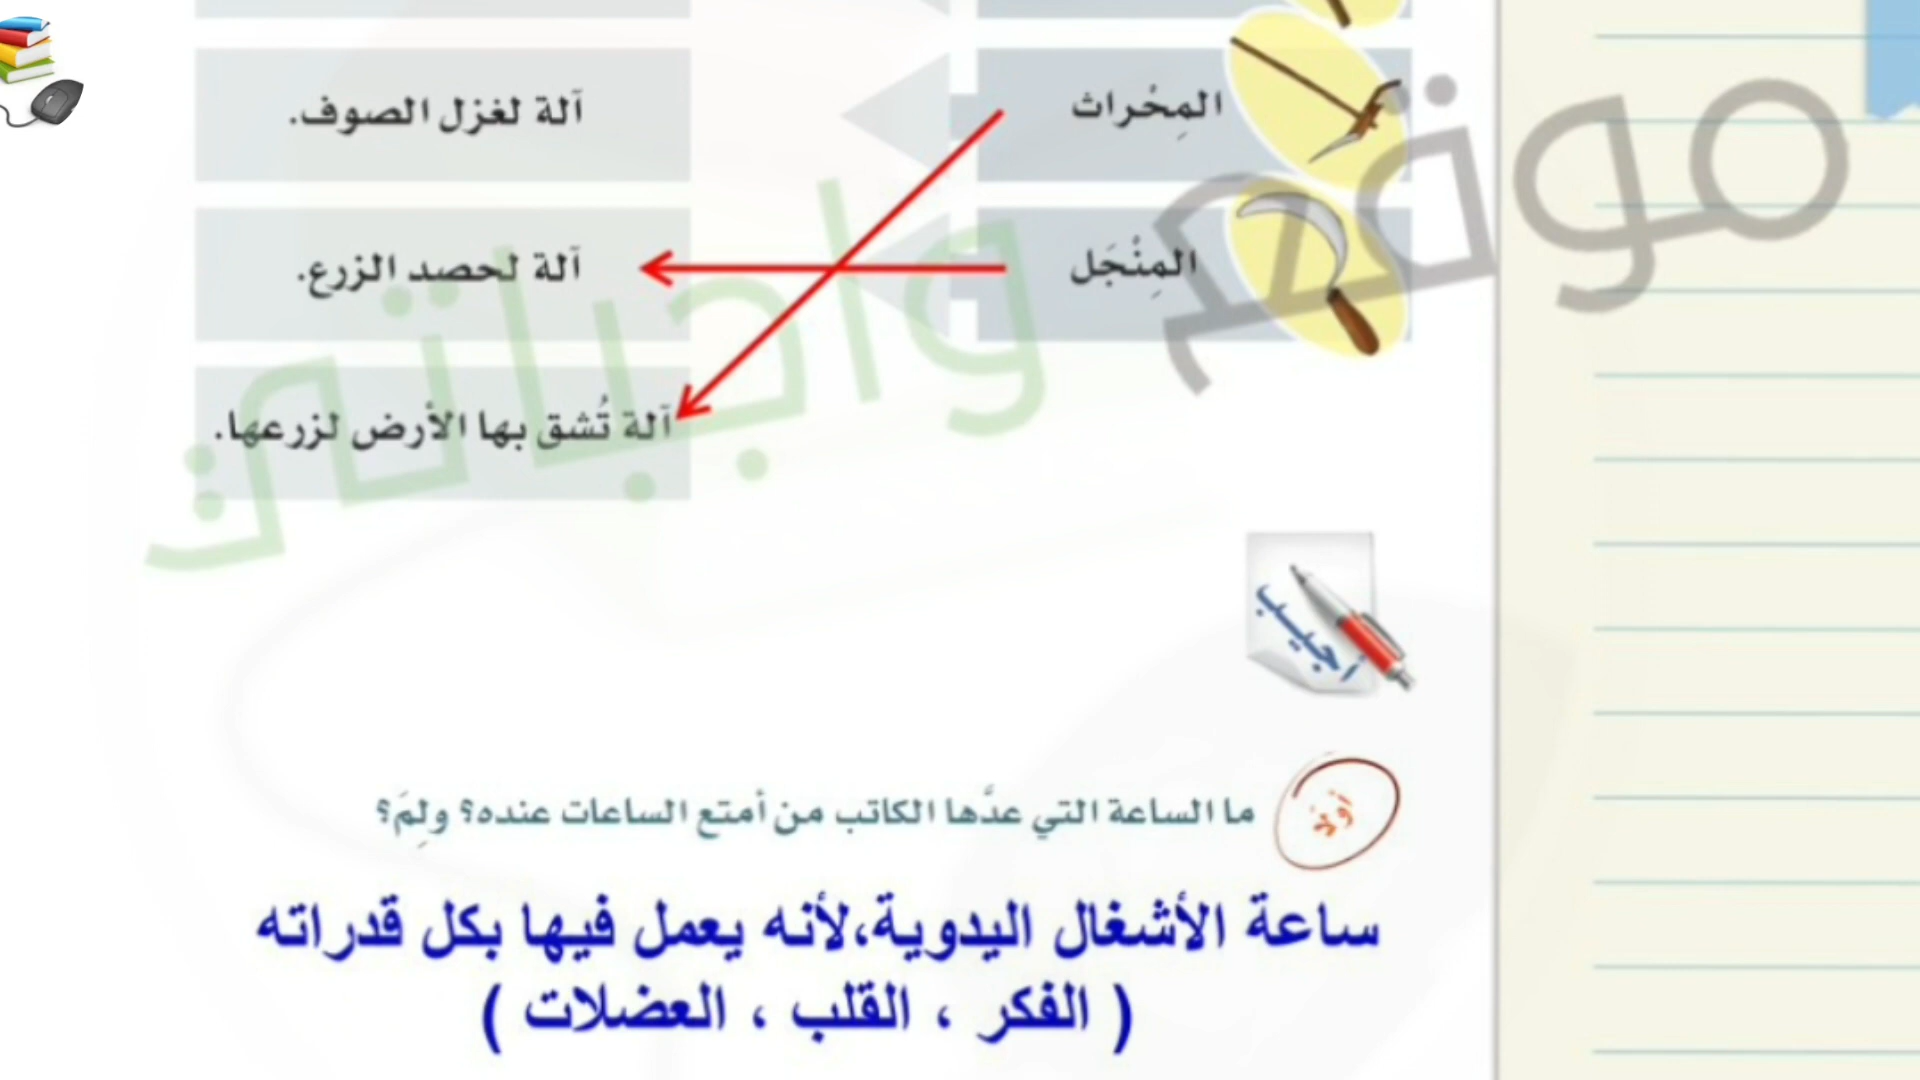 المِحْراث
آلة لغزل الصوف.
المِنْجَل
آلة لحصد الزرع.
آلة تُشق بها الأرض لزرعها.
موقع واجباتي
أُجيب
أولًا
ما الساعة التي عدَّها الكاتب من أمتع الساعات عنده؟ ولِمَ؟
ساعة الأشغال اليدوية،لأنه يعمل فيها بكل قدراته
( الفكر ، القلب ، العضلات )